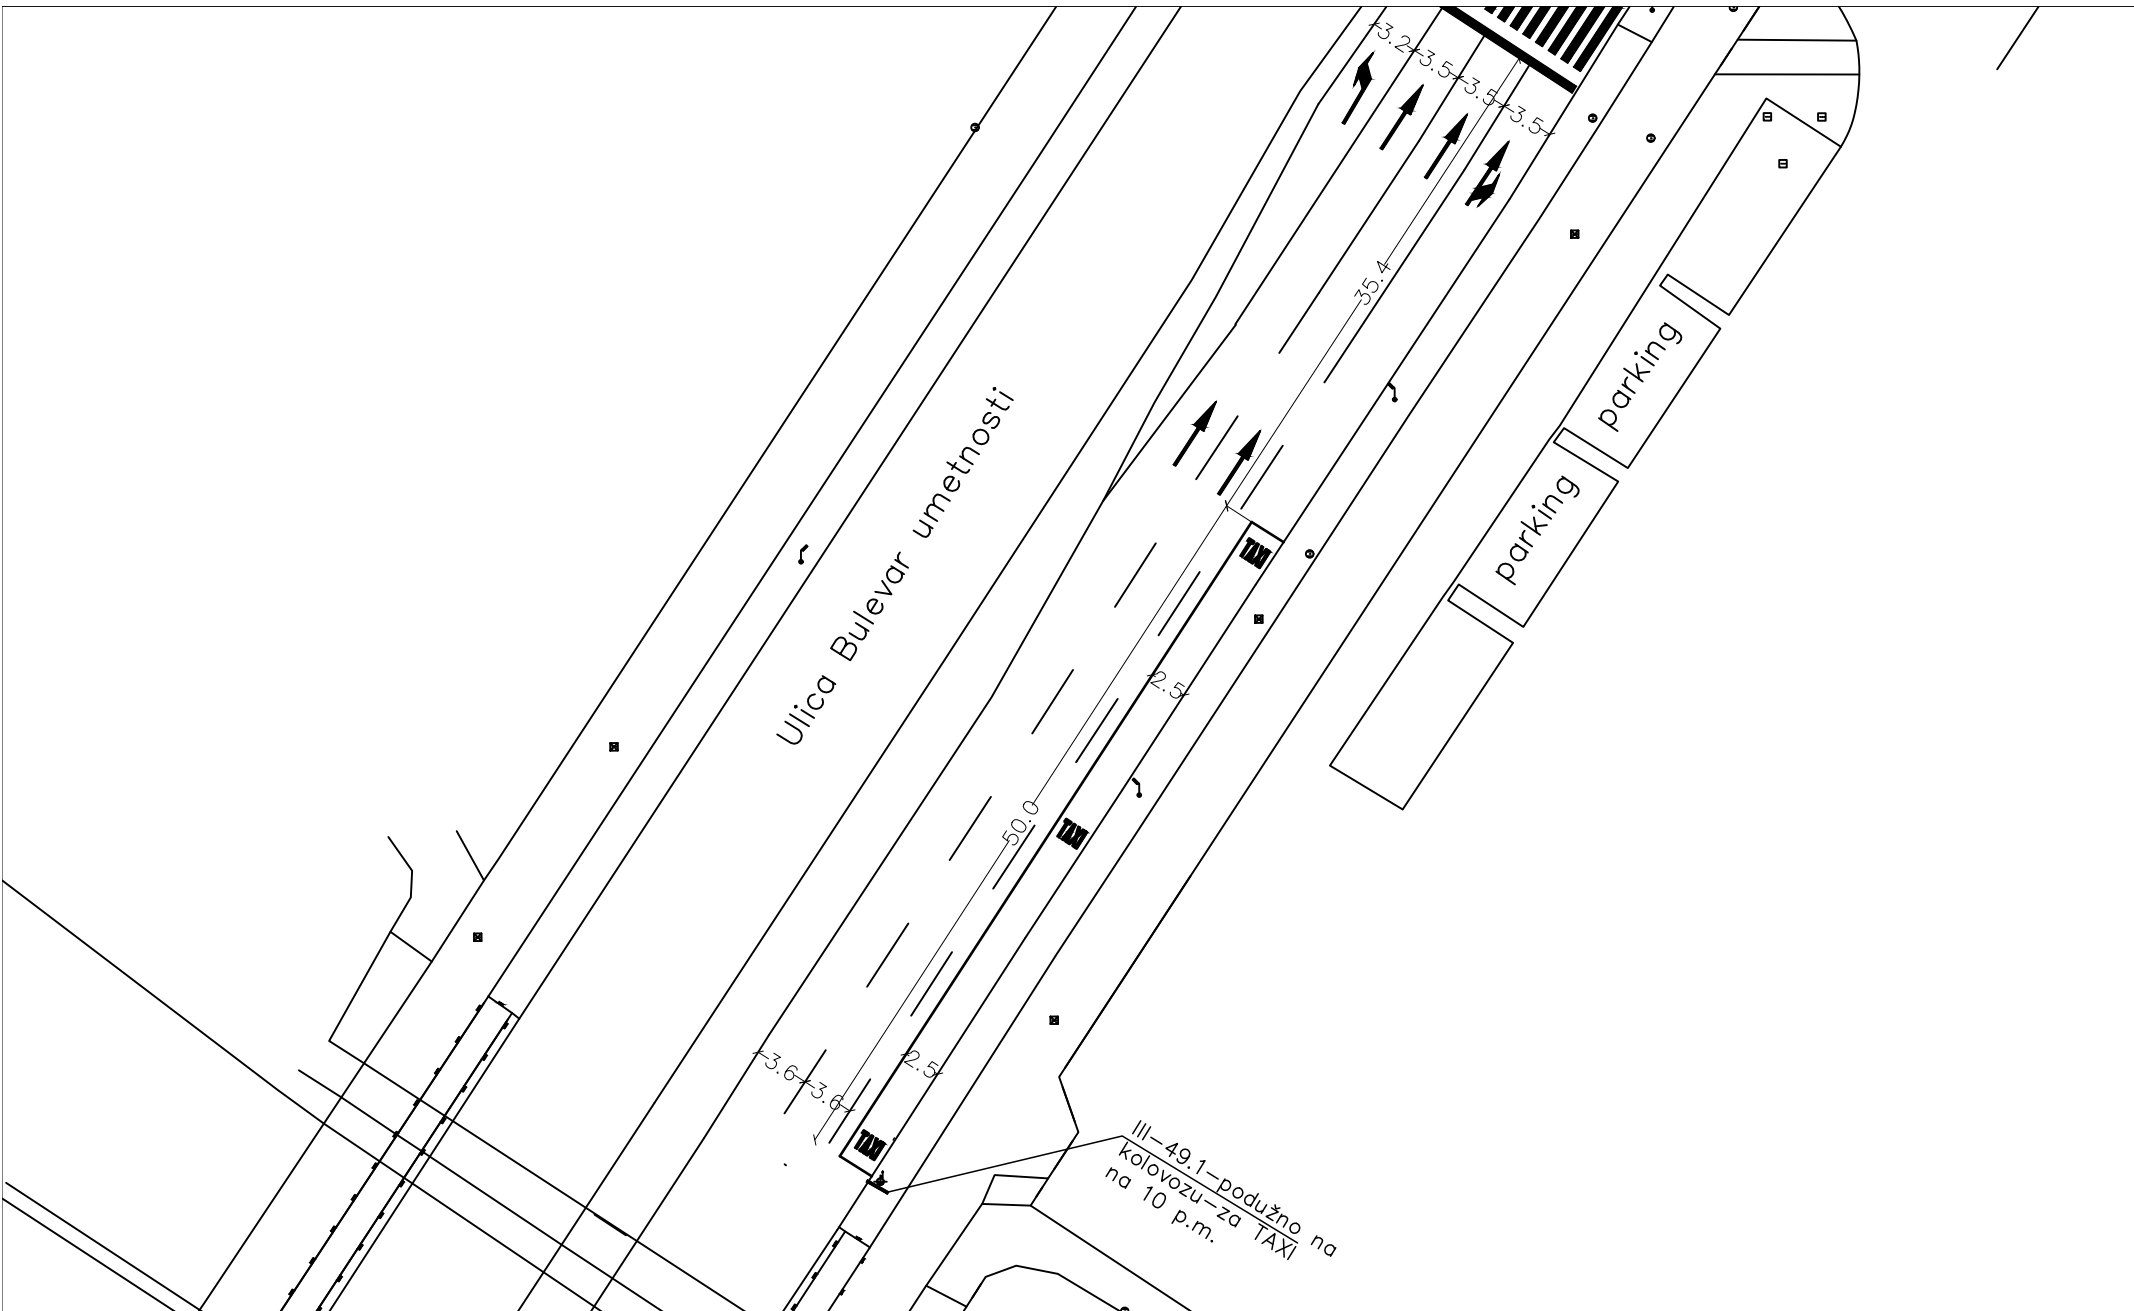 3.2
3.5
3.5
3.5
35.4
parking
parking
Ulica Bulevar umetnosti
TAXI
2.5
50.0
TAXI
2.5
3.6
3.6
TAXI
III-49.1-podužno na
kolovozu-za TAXI
na 10 p.m.